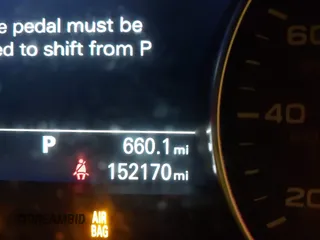 e pedal must be
ed to shift from P
60
P 660.1 mi
40
152170 mi
20
AIR
BAG